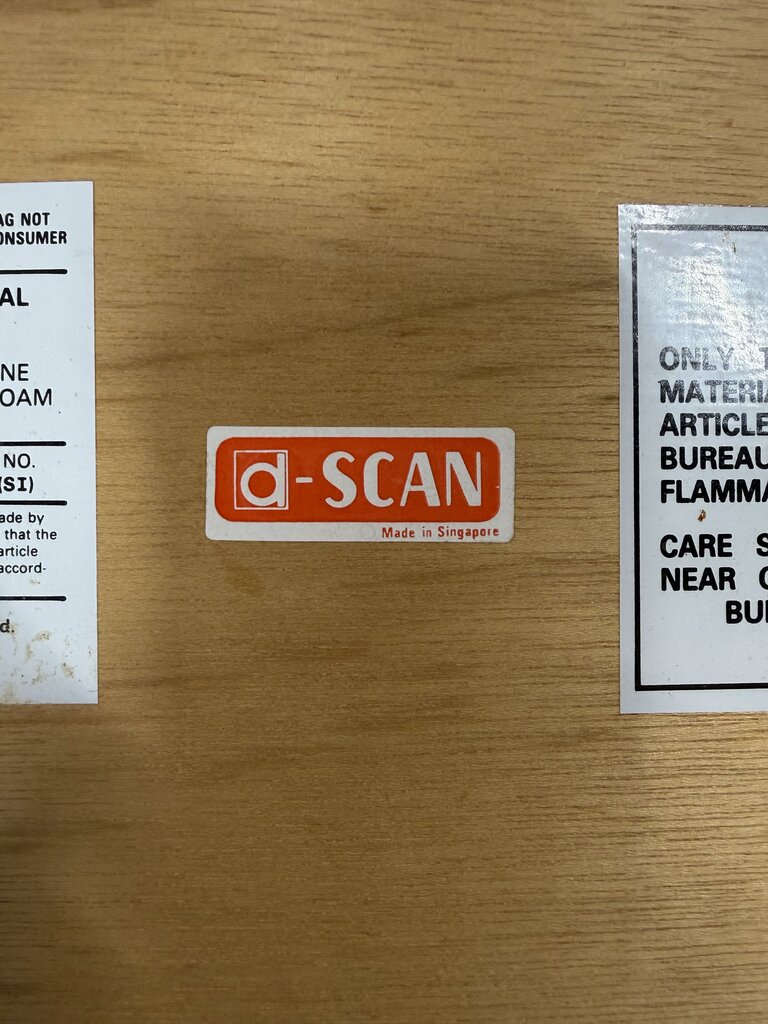 AG NOT
ONSUMER
AL
NE
OAM
NO.
(SI)
ade by
that the
article
accord-
d.
d-SCAN
Made in Singapore
ONLY T
MATERIA
ARTICLE
BUREAU
FLAMMA
CARE S
NEAR
BU